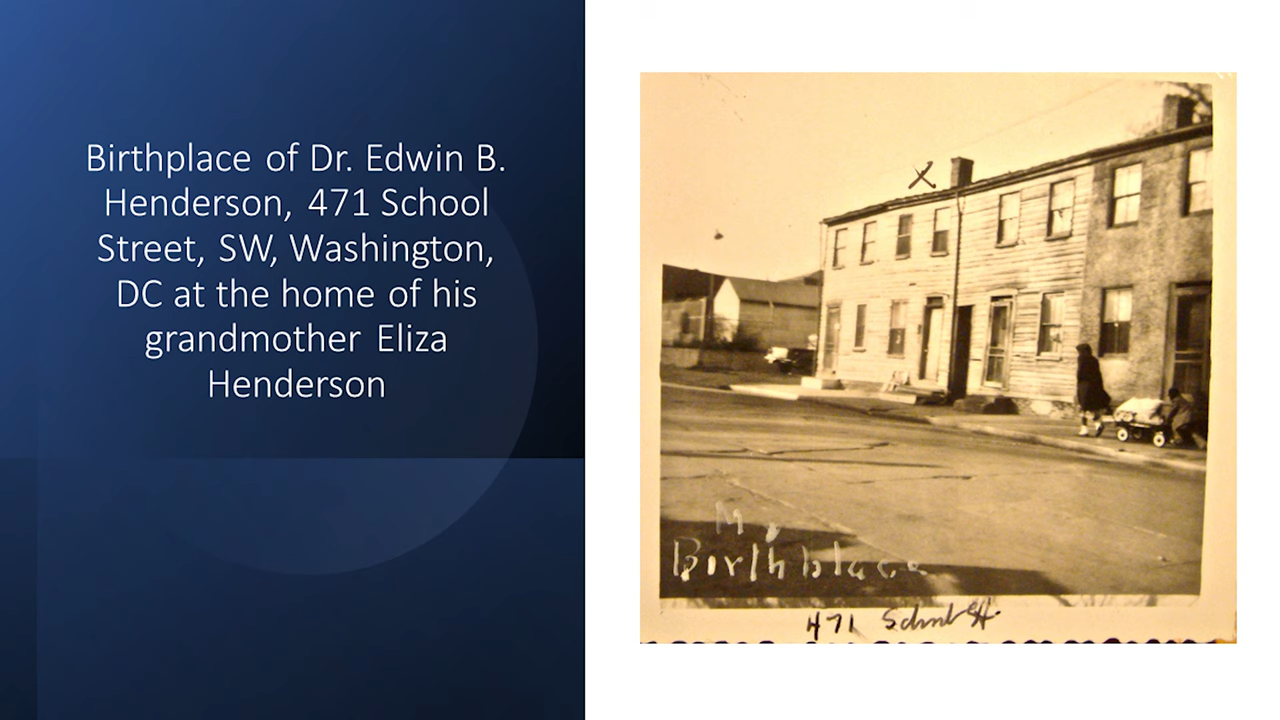 Birthplace of Dr. Edwin B.
Henderson, 471 School
Street, SW, Washington,
DC at the home of his
grandmother Eliza
Henderson
X
My
Birthplace
471 School St.